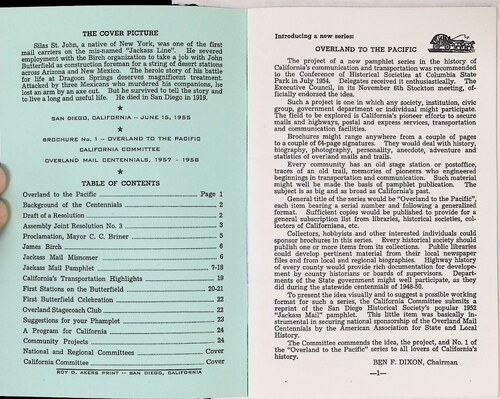 THE COVER PICTURE
Silas St. John, a native of New York, was one of the first
mail carriers on the mis-named "Jackass Line". He severed
employment with the Birch organization to take a job with John
Butterfield as construction foreman for a string of desert stations
across Arizona and New Mexico. The heroic story of his battle
for life at Dragoon Springs deserves magnificent treatment.
Attacked by three Mexicans who murdered his companions, he
lost an arm by an axe cut. But he survived to tell the story and
to live a long and useful life. He died in San Diego in 1919.
SAN DIEGO, CALIFORNIA – JUNE 15, 1955
BROCHURE No. 1 – OVERLAND TO THE PACIFIC
CALIFORNIA COMMITTEE
OVERLAND MAIL CENTENNIALS, 1957 - 1958
TABLE OF CONTENTS
Overland to the Pacific Page 1
Background of the Centennials 2
Draft of a Resolution 2
Assembly Joint Resolution No. 3 3
Proclamation, Mayor C. C. Briner 5
James Birch 6
Jackass Mail Misnomer 6
Jackass Mail Pamphlet 7-18
California's Transportation Highlights 19
First Stations on the Butterfield 20-21
First Butterfield Celebration 22
Overland Stagecoach Club 22
Suggestions for your Phamplet 23
A Program for California 24
Community Projects 24
National and Regional Committees Cover
California Committee Cover
ROY D. AKERS PRINT – SAN DIEGO, CALIFORNIA
Introducing a new series:
OVERLAND TO THE PACIFIC
The project of a new pamphlet series in the history of
California's communication and transportation was recommended
to the Conference of Historical Societies at Columbia State
Park in July 1954. Delegates received it enthusiastically. The
Executive Council, in its November 6th Stockton meeting, of-
ficially endorsed the idea.
Such a project is one in which any society, institution, civic
group, government department or individual might participate.
The field to be explored is California's pioneer efforts to secure
mails and highways, postal and express services, transportation
and communication facilities.
Brochures might range anywhere from a couple of pages
to a couple of 64-page signatures. They would deal with history,
biography, photography, personality, anecdote, adventure and
statistics of overland mails and trails.
Every community has an old stage station or postoffice,
traces of an old trail, memories of pioneers who engineered
beginnings in transportation and communication. Such material
might well be made the basis of pamphlet publication. The
subject is as big and as broad as California's past.
General title of the series would be "Overland to the Pacific",
each item bearing a serial number and following a generalized
format. Sufficient copies would be published to provide for a
general subscription list from libraries, historical societies, col-
lectors of Californiana, etc.
Collectors, hobbyists and other interested individuals could
sponsor brochures in this series. Every historical society should
publish one or more items from its collections. Public libraries
could develop pertinent material from their local newspaper
files and from local and regional biographies. Highway history
of every county would provide rich documentation for develope-
ment by county historians or boards of supervisors. Depart-
ments of the State government might well participate, as they
did during the statewide centennial of 1948-50.
To present the idea visually and to suggest a possible working
format for such a series, the California Committee submits a
reprint of the San Diego Historical Society's popular 1952
"Jackass Mail" pamphlet. This little item was basically in-
strumental in securing national sponsorship of the Overland Mail
Centennials by the American Association for State and Local
History.
The Committee commends the idea, the project, and No. 1
of the "Overland to the Pacific" series to all lovers of California's
history.
BEN F. DIXON, Chairman
—1—